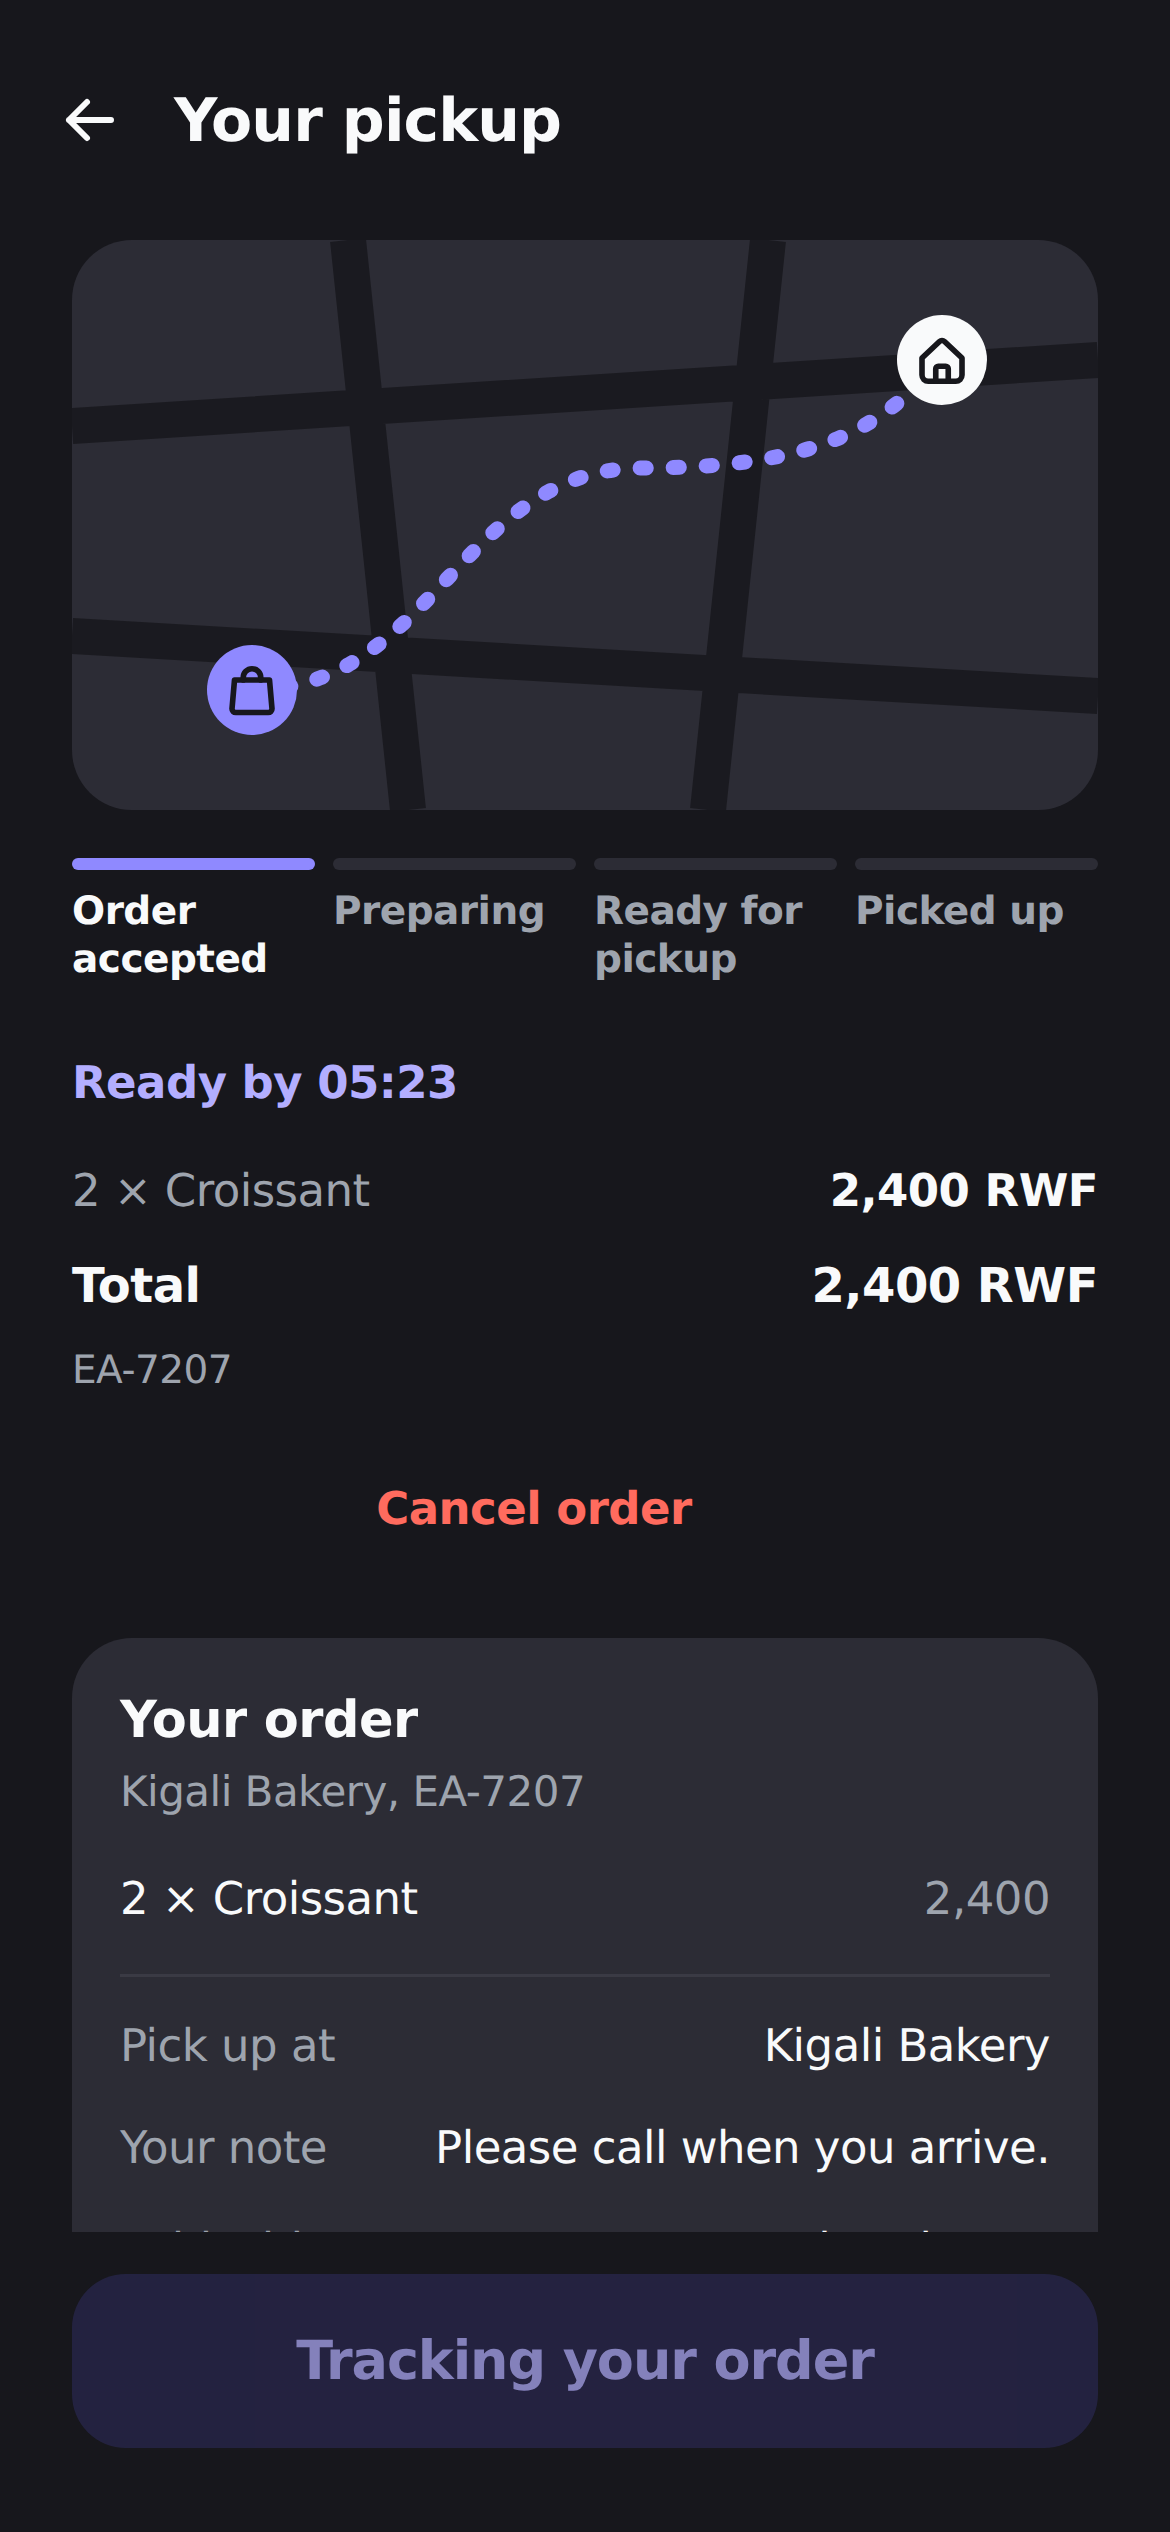 Your pickup
Order accepted
Preparing
Ready for pickup
Picked up
Ready by 05:23
2 × Croissant 2,400 RWF
Total 2,400 RWF
EA-7207
Cancel order
Your order
Kigali Bakery, EA-7207
2 × Croissant 2,400
Pick up at Kigali Bakery
Your note Please call when you arrive.
Tracking your order